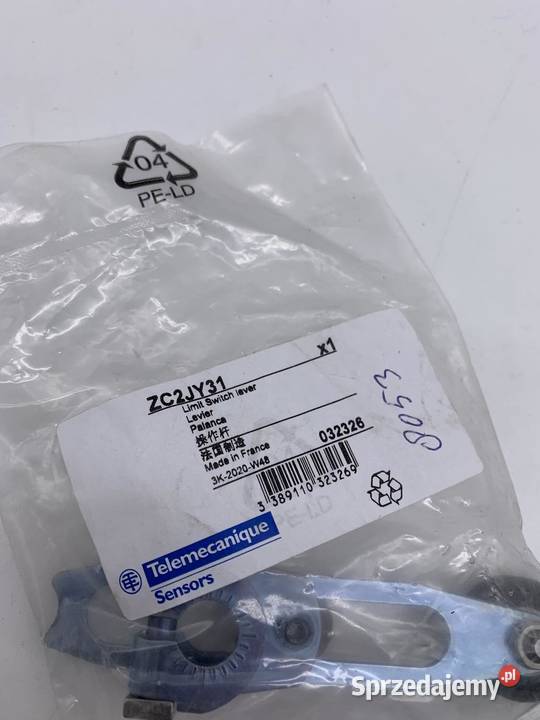 04
PE-LD
ZC2JY31
x1
Limit Switch lever
Levier
Palanca
操作杆
法国制造
Made in France
032326
3K-2020-W46
3 389110 323269
8053
PE-LD
Telemecanique
Sensors
Sprzedajemy.pl